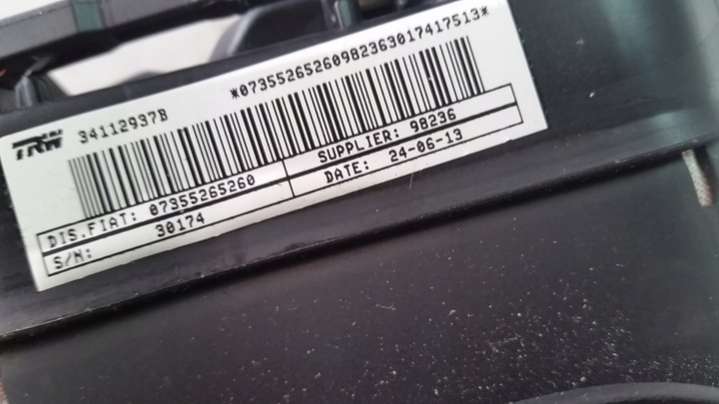 TRW 34112937B *07355265260982363017417513*
DIS.FIAT: 07355265260 SUPPLIER: 98236
S/N: 30174 DATE: 24-06-13